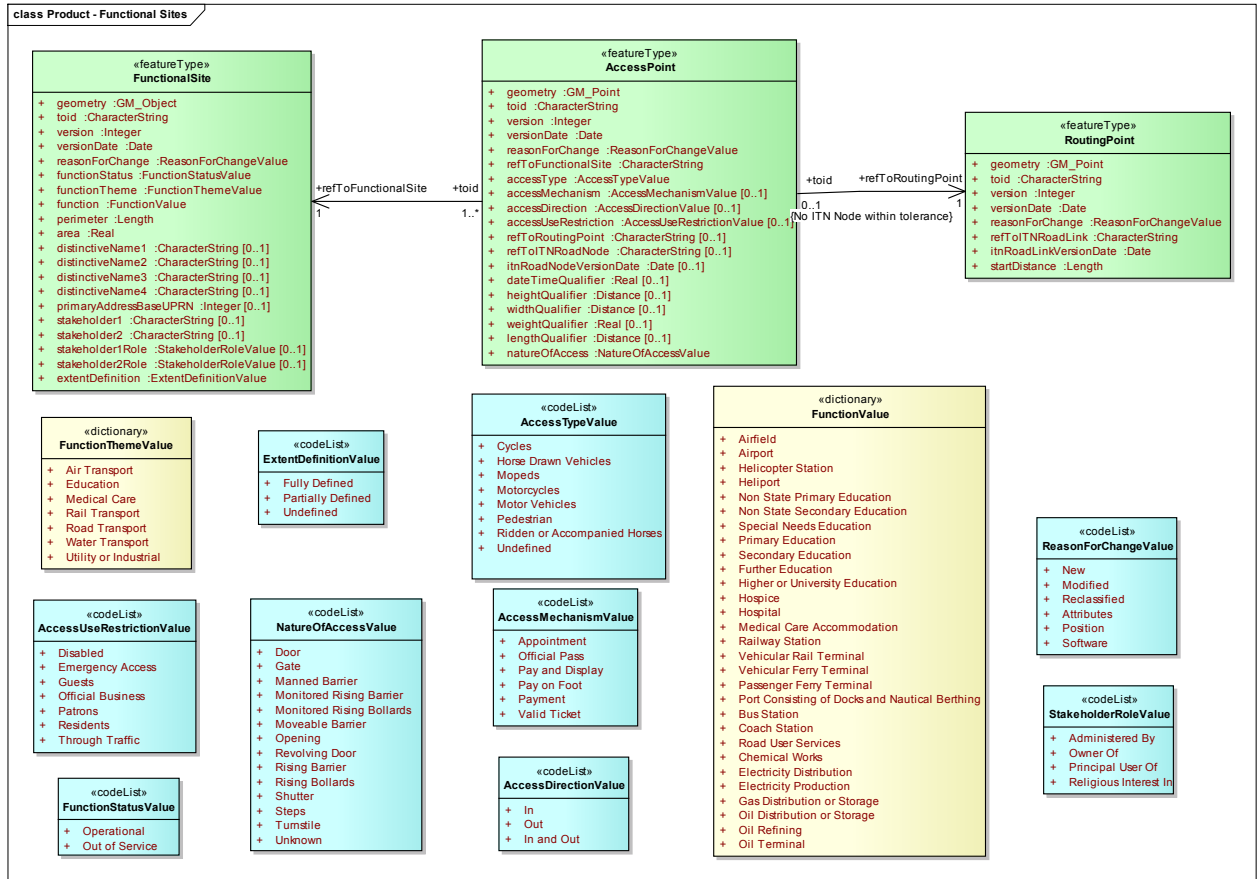 class Product - Functional Sites
«featureType»
FunctionalSite
+ geometry :GM_Object
+ toid :CharacterString
+ version :Integer
+ versionDate :Date
+ reasonForChange :ReasonForChangeValue
+ functionStatus :FunctionStatusValue
+ functionTheme :FunctionThemeValue
+ function :FunctionValue
+ perimeter :Length
+ area :Real
+ distinctiveName1 :CharacterString [0..1]
+ distinctiveName2 :CharacterString [0..1]
+ distinctiveName3 :CharacterString [0..1]
+ distinctiveName4 :CharacterString [0..1]
+ primaryAddressBaseUPRN :Integer [0..1]
+ stakeholder1 :CharacterString [0..1]
+ stakeholder2 :CharacterString [0..1]
+ stakeholder1Role :StakeholderRoleValue [0..1]
+ stakeholder2Role :StakeholderRoleValue [0..1]
+ extentDefinition :ExtentDefinitionValue
+refToFunctionalSite
1
+toid
1..*
«featureType»
AccessPoint
+ geometry :GM_Point
+ toid :CharacterString
+ version :Integer
+ versionDate :Date
+ reasonForChange :ReasonForChangeValue
+ refToFunctionalSite :CharacterString
+ accessType :AccessTypeValue
+ accessMechanism :AccessMechanismValue [0..1]
+ accessDirection :AccessDirectionValue [0..1]
+ accessUseRestriction :AccessUseRestrictionValue [0..1]
+ refToRoutingPoint :CharacterString [0..1]
+ refToITNRoadNode :CharacterString [0..1]
+ itnRoadNodeVersionDate :Date [0..1]
+ dateTimeQualifier :Real [0..1]
+ heightQualifier :Distance [0..1]
+ widthQualifier :Distance [0..1]
+ weightQualifier :Real [0..1]
+ lengthQualifier :Distance [0..1]
+ natureOfAccess :NatureOfAccessValue
+toid
0..1
{No ITN Node within tolerance}
+refToRoutingPoint
1
«featureType»
RoutingPoint
+ geometry :GM_Point
+ toid :CharacterString
+ version :Integer
+ versionDate :Date
+ reasonForChange :ReasonForChangeValue
+ refToITNRoadLink :CharacterString
+ itnRoadLinkVersionDate :Date
+ startDistance :Length
«dictionary»
FunctionThemeValue
+ Air Transport
+ Education
+ Medical Care
+ Rail Transport
+ Road Transport
+ Water Transport
+ Utility or Industrial
«codeList»
ExtentDefinitionValue
+ Fully Defined
+ Partially Defined
+ Undefined
«codeList»
AccessTypeValue
+ Cycles
+ Horse Drawn Vehicles
+ Mopeds
+ Motorcycles
+ Motor Vehicles
+ Pedestrian
+ Ridden or Accompanied Horses
+ Undefined
«dictionary»
FunctionValue
+ Airfield
+ Airport
+ Helicopter Station
+ Heliport
+ Non State Primary Education
+ Non State Secondary Education
+ Special Needs Education
+ Primary Education
+ Secondary Education
+ Further Education
+ Higher or University Education
+ Hospice
+ Hospital
+ Medical Care Accommodation
+ Railway Station
+ Vehicular Rail Terminal
+ Vehicular Ferry Terminal
+ Passenger Ferry Terminal
+ Port Consisting of Docks and Nautical Berthing
+ Bus Station
+ Coach Station
+ Road User Services
+ Chemical Works
+ Electricity Distribution
+ Electricity Production
+ Gas Distribution or Storage
+ Oil Distribution or Storage
+ Oil Refining
+ Oil Terminal
«codeList»
ReasonForChangeValue
+ New
+ Modified
+ Reclassified
+ Attributes
+ Position
+ Software
«codeList»
AccessUseRestrictionValue
+ Disabled
+ Emergency Access
+ Guests
+ Official Business
+ Patrons
+ Residents
+ Through Traffic
«codeList»
NatureOfAccessValue
+ Door
+ Gate
+ Manned Barrier
+ Monitored Rising Barrier
+ Monitored Rising Bollards
+ Moveable Barrier
+ Opening
+ Revolving Door
+ Rising Barrier
+ Rising Bollards
+ Shutter
+ Steps
+ Turnstile
+ Unknown
«codeList»
AccessMechanismValue
+ Appointment
+ Official Pass
+ Pay and Display
+ Pay on Foot
+ Payment
+ Valid Ticket
«codeList»
StakeholderRoleValue
+ Administered By
+ Owner Of
+ Principal User Of
+ Religious Interest In
«codeList»
FunctionStatusValue
+ Operational
+ Out of Service
«codeList»
AccessDirectionValue
+ In
+ Out
+ In and Out